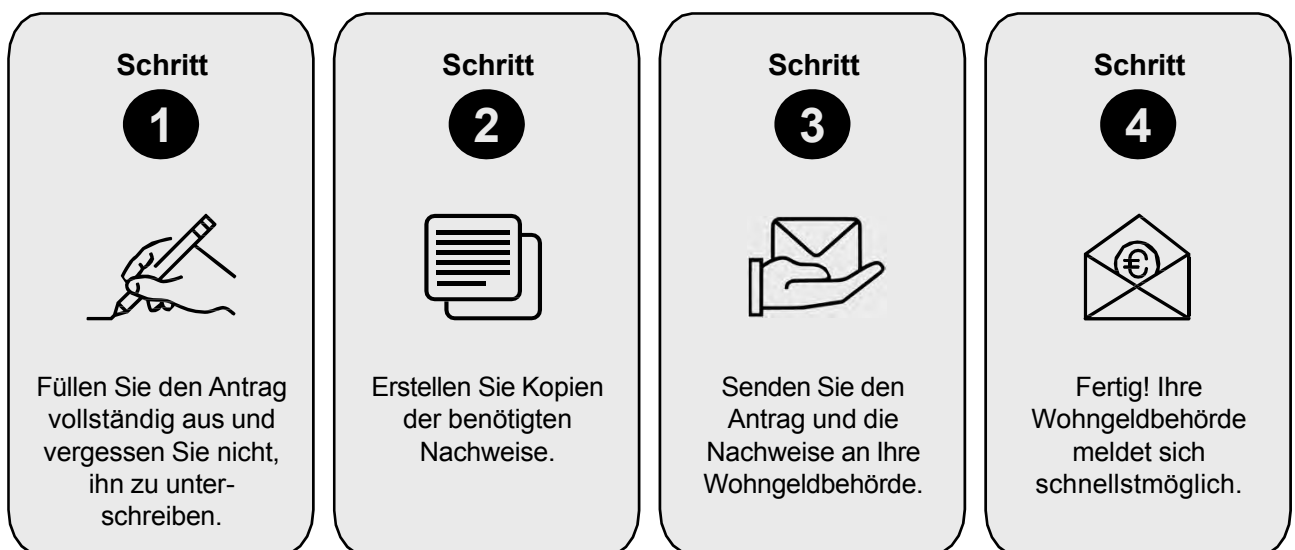 Schritt
1
Füllen Sie den Antrag
vollständig aus und
vergessen Sie nicht,
ihn zu unter-
schreiben.
Schritt
2
Erstellen Sie Kopien
der benötigten
Nachweise.
Schritt
3
Senden Sie den
Antrag und die
Nachweise an Ihre
Wohngeldbehörde.
Schritt
4
€
Fertig! Ihre
Wohngeldbehörde
meldet sich
schnellstmöglich.